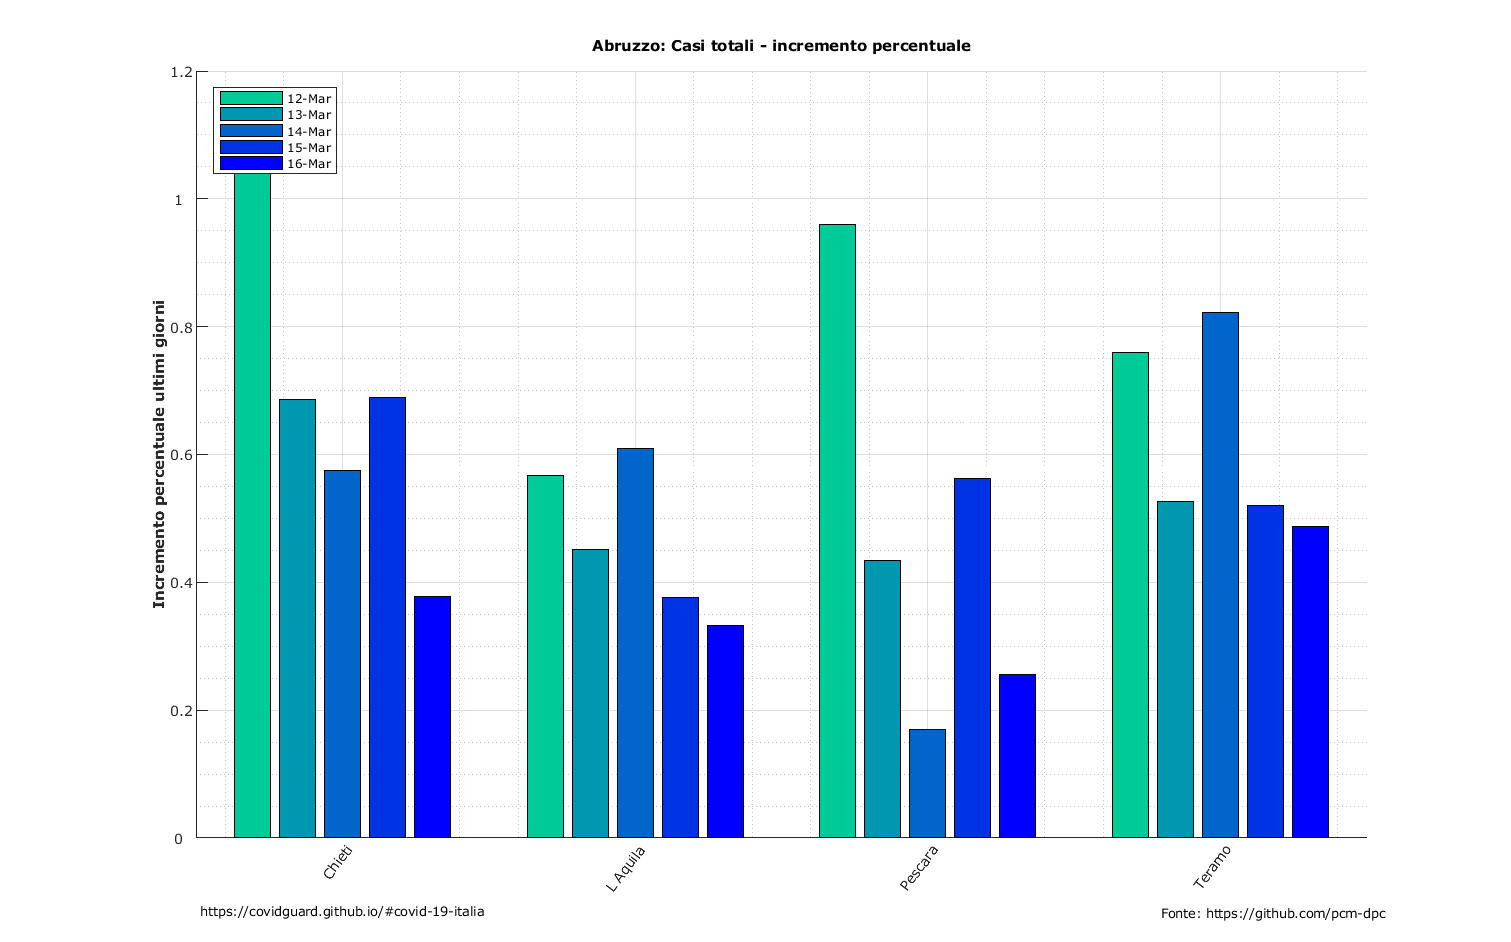 Abruzzo: Casi totali - incremento percentuale
1.2
1
0.8
0.6
0.4
0.2
0
Incremento percentuale ultimi giorni
12-Mar
13-Mar
14-Mar
15-Mar
16-Mar
Chieti
L Aquila
Pescara
Teramo
https://covidguard.github.io/#covid-19-italia
Fonte: https://github.com/pcm-dpc